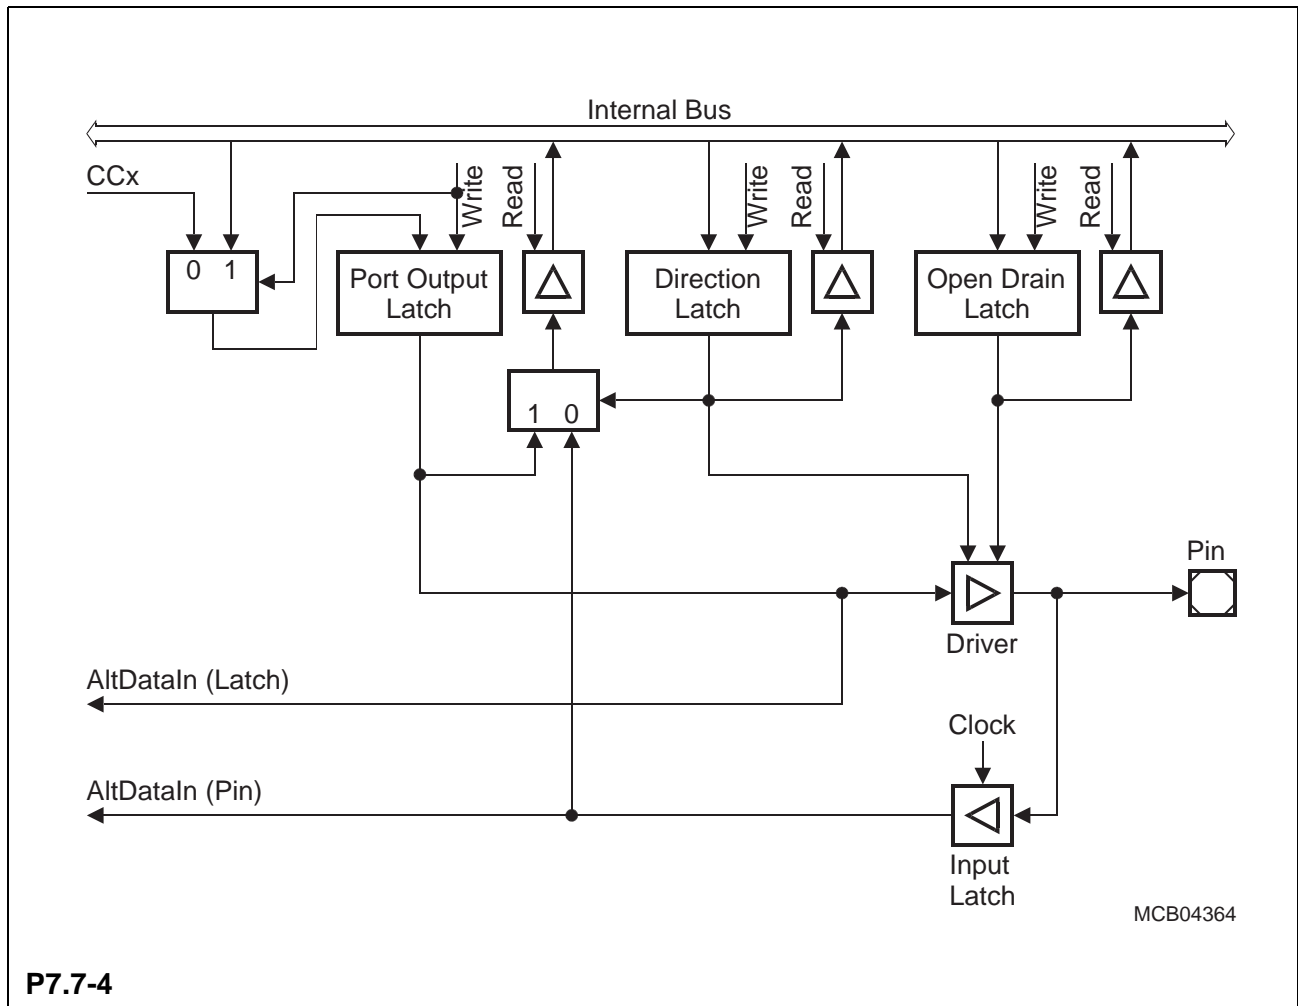 Internal Bus
CCx
Write
Read
Write
Read
Write
Read
0 1
Port Output
Latch
Direction
Latch
Open Drain
Latch
1 0
Pin
Driver
AltDataIn (Latch)
Clock
AltDataIn (Pin)
Input
Latch
MCB04364
P7.7-4